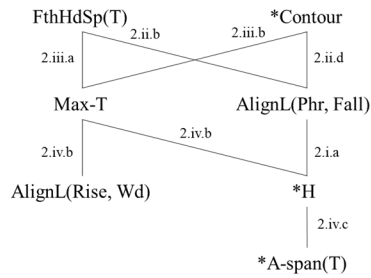 FthHdSp(T) *Contour
2.ii.b 2.iii.b
2.iii.a 2.ii.d
Max-T AlignL(Phr, Fall)
2.iv.b
2.iv.b 2.i.a
AlignL(Rise, Wd) *H
2.iv.c
*A-span(T)